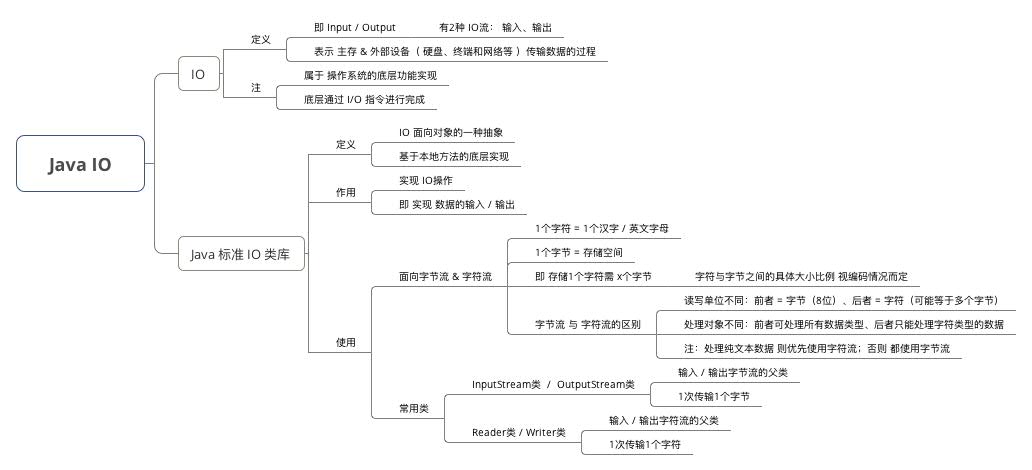 Java IO
IO
定义
即 Input / Output
有2种 IO流： 输入、输出
表示 主存 & 外部设备（ 硬盘、终端和网络等 ）传输数据的过程
注
属于 操作系统的底层功能实现
底层通过 I/O 指令进行完成
Java 标准 IO 类库
定义
IO 面向对象的一种抽象
基于本地方法的底层实现
作用
实现 IO操作
即 实现 数据的输入 / 输出
使用
面向字节流 & 字符流
1个字符 = 1个汉字 / 英文字母
1个字节 = 存储空间
即 存储1个字符需 x个字节
字符与字节之间的具体大小比例 视编码情况而定
字节流 与 字符流的区别
读写单位不同：前者 = 字节（8位）、后者 = 字符（可能等于多个字节）
处理对象不同：前者可处理所有数据类型、后者只能处理字符类型的数据
注：处理纯文本数据 则优先使用字符流；否则 都使用字节流
常用类
InputStream类 / OutputStream类
输入 / 输出字节流的父类
1次传输1个字节
Reader类 / Writer类
输入 / 输出字符流的父类
1次传输1个字符